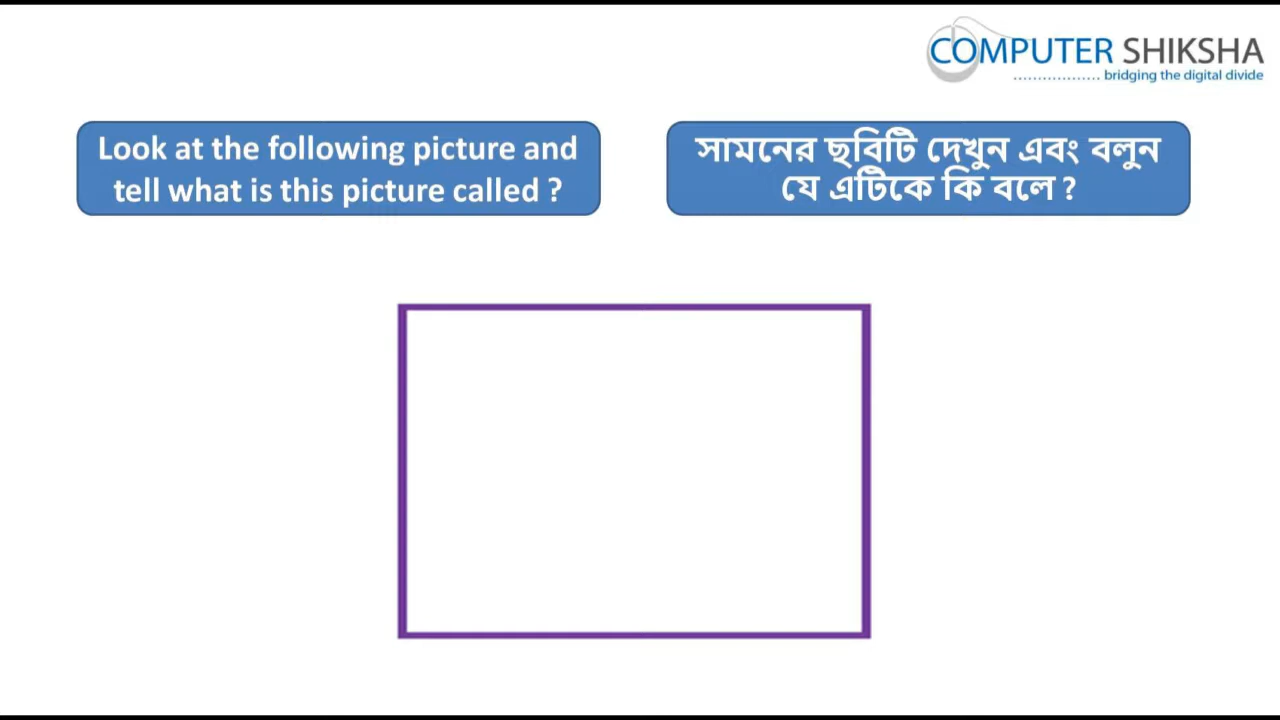 COMPUTER SHIKSHA
.................. bridging the digital divide
Look at the following picture and
tell what is this picture called ?
সামনের ছবিটি দেখুন এবং বলুন
যে এটিকে কি বলে ?